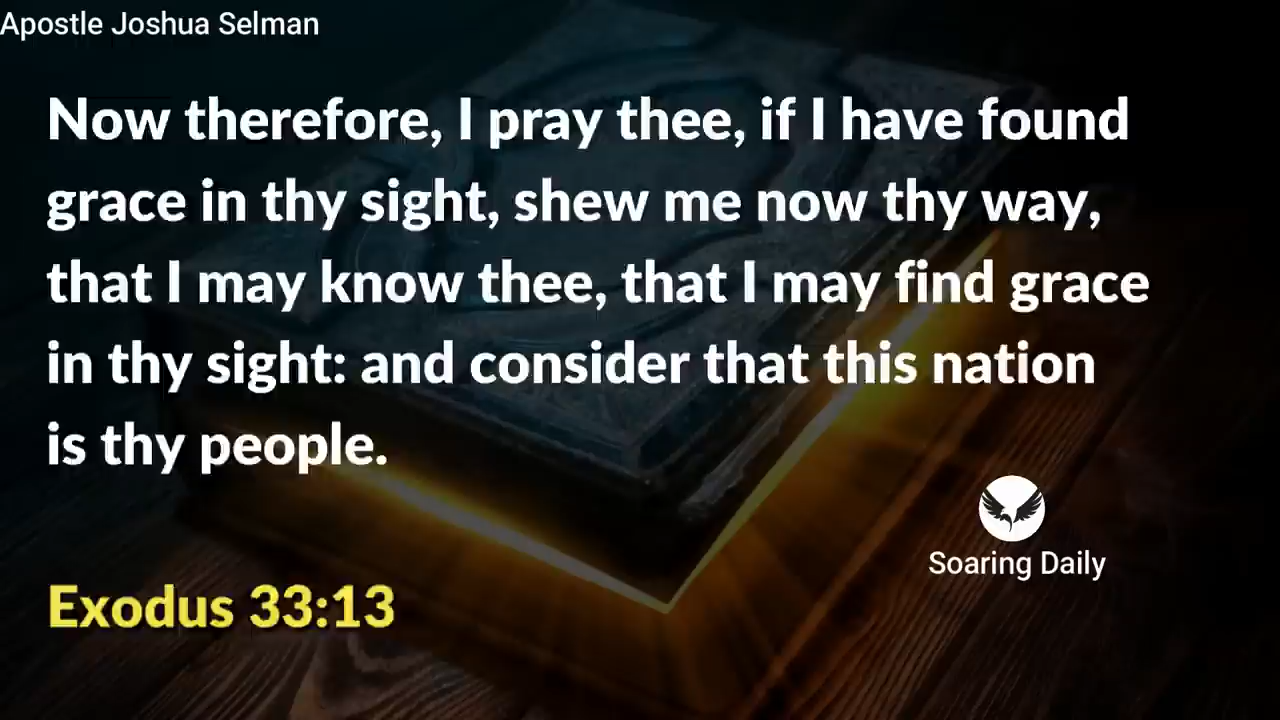 Apostle Joshua Selman
Now therefore, I pray thee, if I have found
grace in thy sight, shew me now thy way,
that I may know thee, that I may find grace
in thy sight: and consider that this nation
is thy people.
Soaring Daily
Exodus 33:13